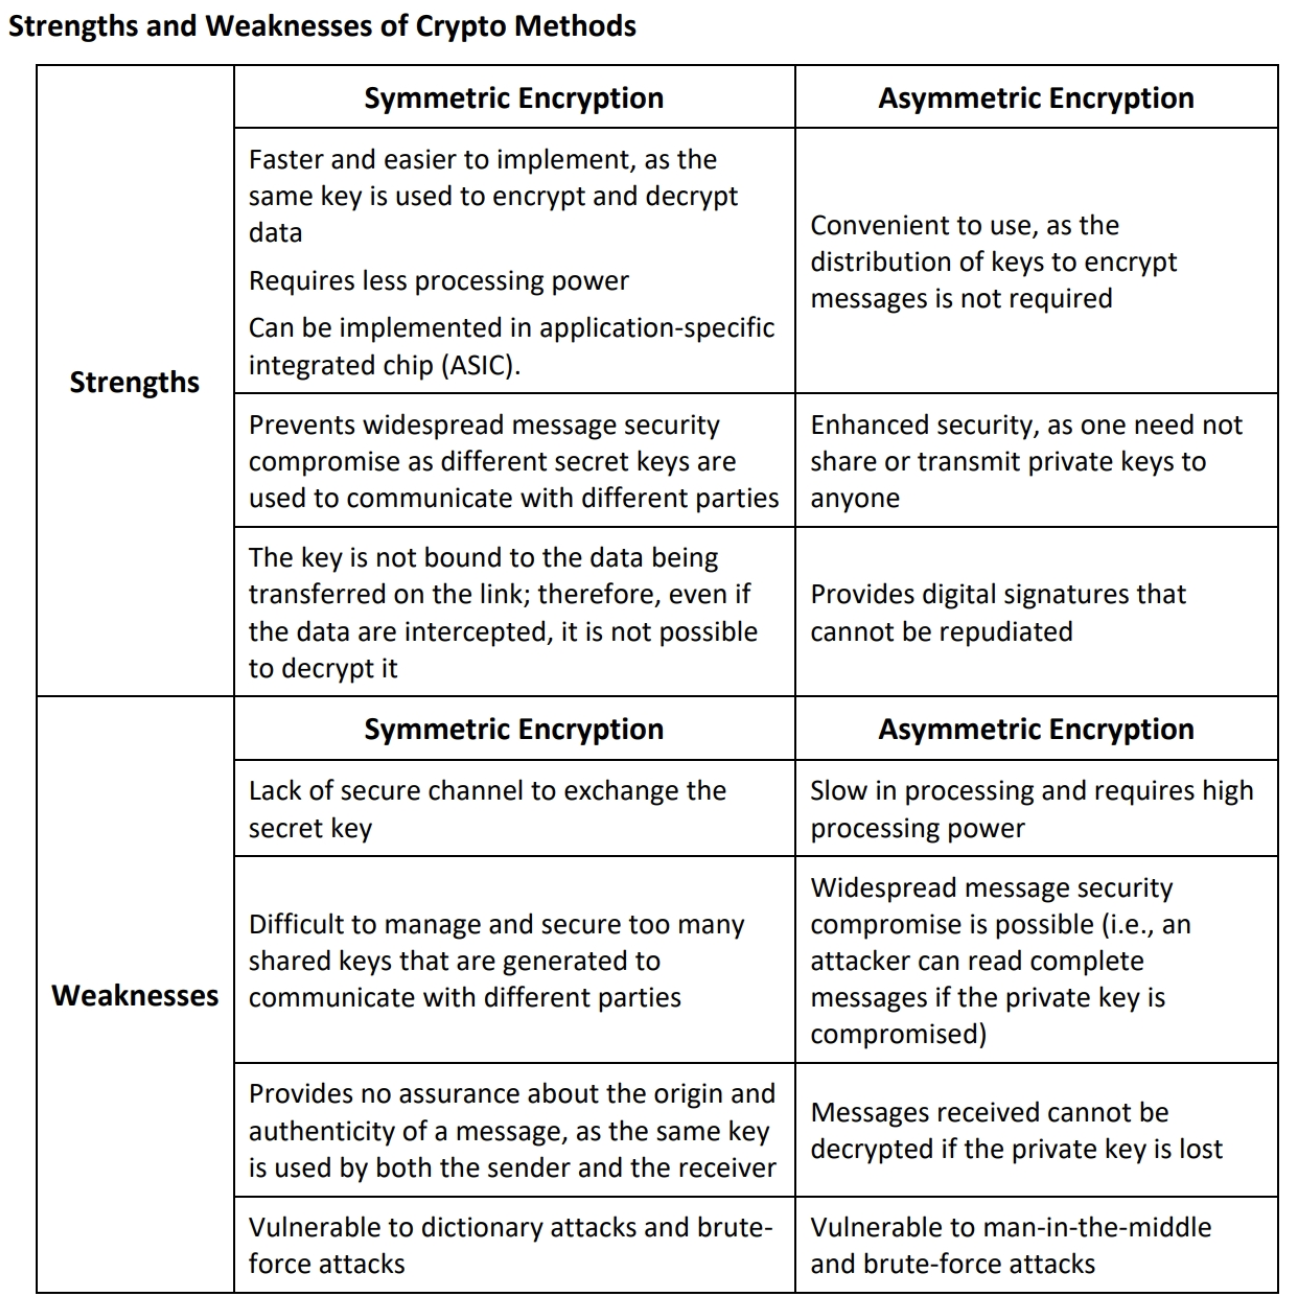 Strengths and Weaknesses of Crypto Methods
Symmetric Encryption
Asymmetric Encryption
Strengths
Faster and easier to implement, as the
same key is used to encrypt and decrypt
data
Requires less processing power
Can be implemented in application-specific
integrated chip (ASIC).
Convenient to use, as the
distribution of keys to encrypt
messages is not required
Prevents widespread message security
compromise as different secret keys are
used to communicate with different parties
Enhanced security, as one need not
share or transmit private keys to
anyone
The key is not bound to the data being
transferred on the link; therefore, even if
the data are intercepted, it is not possible
to decrypt it
Provides digital signatures that
cannot be repudiated
Symmetric Encryption
Asymmetric Encryption
Weaknesses
Lack of secure channel to exchange the
secret key
Slow in processing and requires high
processing power
Difficult to manage and secure too many
shared keys that are generated to
communicate with different parties
Widespread message security
compromise is possible (i.e., an
attacker can read complete
messages if the private key is
compromised)
Provides no assurance about the origin and
authenticity of a message, as the same key
is used by both the sender and the receiver
Messages received cannot be
decrypted if the private key is lost
Vulnerable to dictionary attacks and brute-
force attacks
Vulnerable to man-in-the-middle
and brute-force attacks